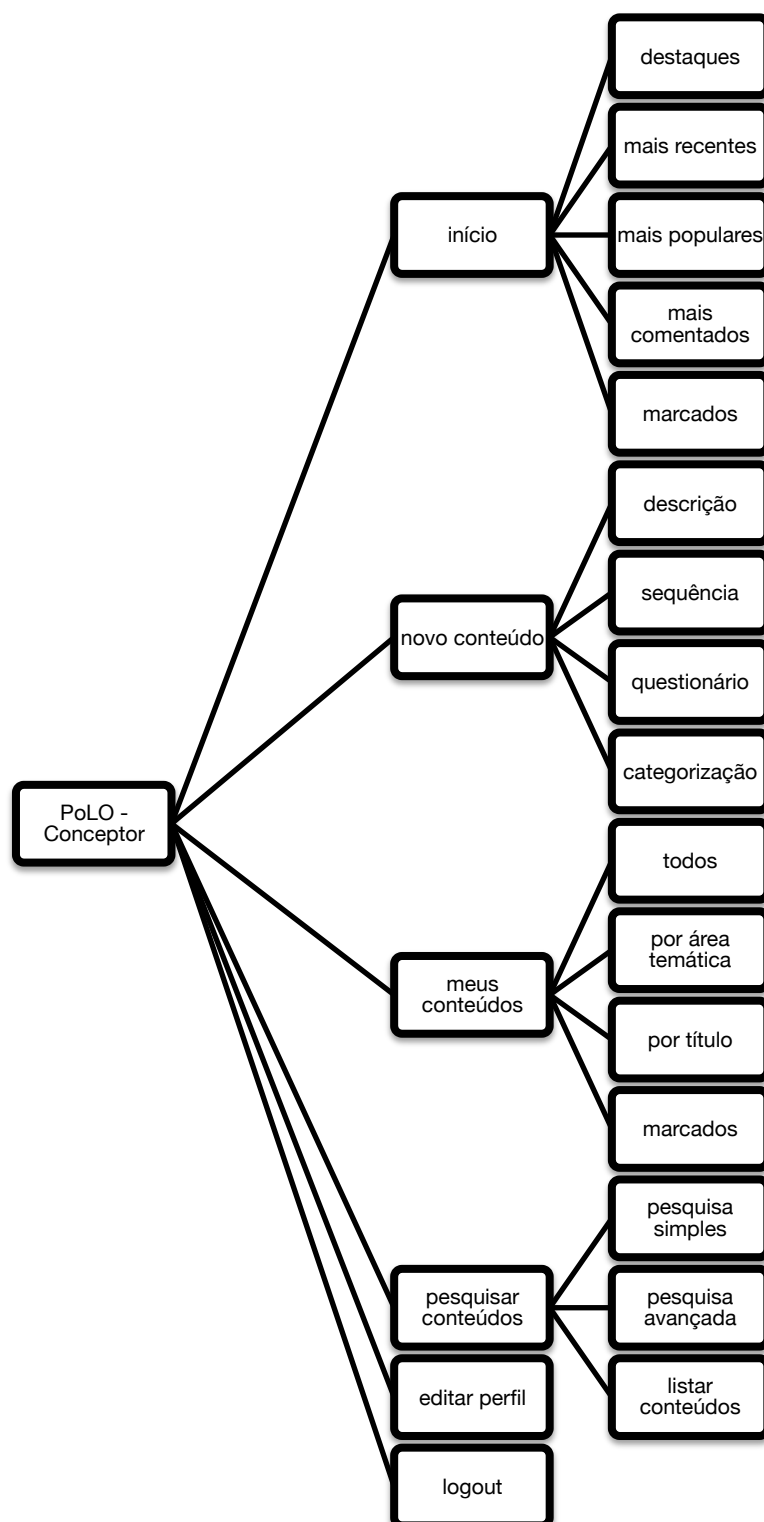 PoLO -
Conceptor
início
destaques
mais recentes
mais populares
mais
comentados
marcados
novo conteúdo
descrição
sequência
questionário
categorização
meus
conteúdos
todos
por área
temática
por título
marcados
pesquisar
conteúdos
pesquisa
simples
pesquisa
avançada
listar
conteúdos
editar perfil
logout